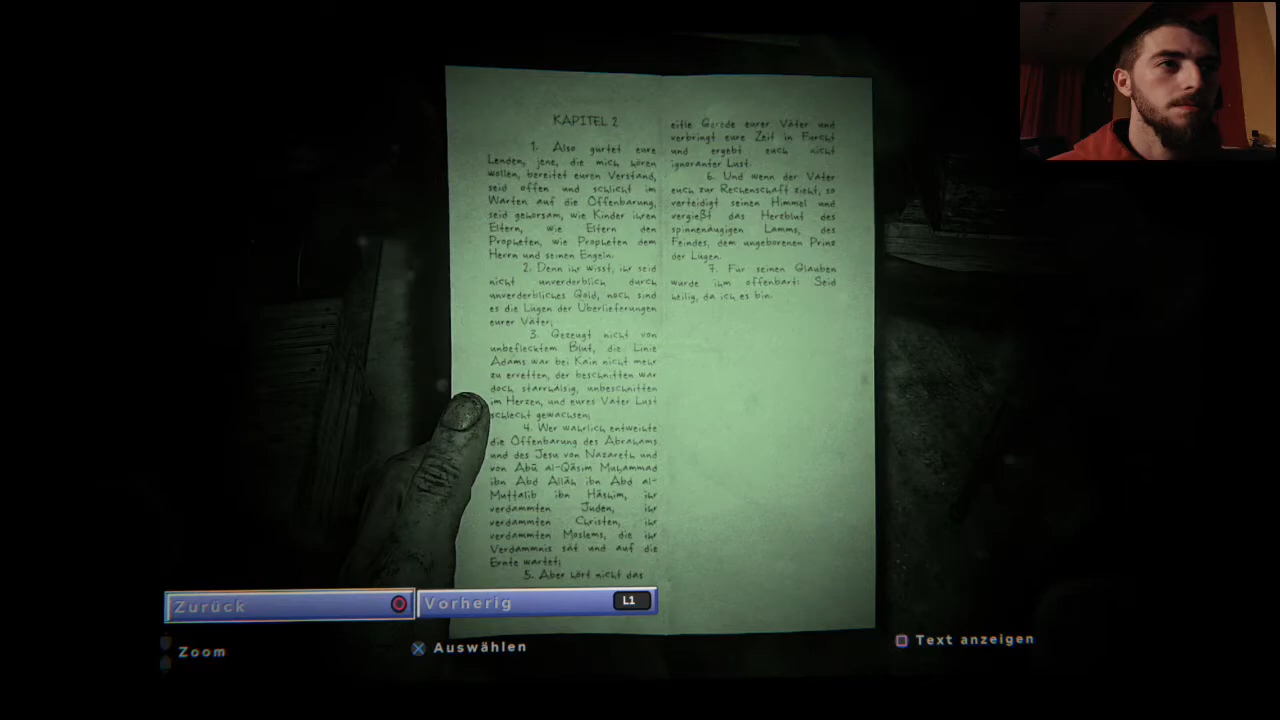 KAPITEL 2
1. Also gürtet eure
Lenden, jene, die mich hören
wollen, bereitet euren Verstand,
seid offen und schlicht im
Warten auf die Offenbarung,
seid gehorsam, wie Kinder ihren
Eltern, wie Eltern den
Propheten, wie Propheten dem
Herrn und seinen Engeln.
2. Denn ihr wisst, ihr seid
nicht unverderblich durch
unverderbliches Gold, noch sind
es die Lügen der Überlieferungen
eurer Väter;
3. Gezeugt nicht von
unbeflecktem Blut, die Linie
Adams war bei Kain nicht mehr
zu erretten, der beschnitten war
doch starrhälsig, unbeschnitten
im Herzen, und eures Vater Lust
schlecht gewachsen;
4. Wer wahrlich entweihte
die Offenbarung des Abrahams
und des Jesu von Nazareth und
von Abū al-Qāsim Muḥammad
ibn Abd Allāh ibn Abd al-
Muttalib ibn Hāshim, ihr
verdammten Juden, ihr
verdammten Christen, ihr
verdammten Moslems, die ihr
Verdammnis sät und auf die
Ernte wartet;
5. Aber hört nicht das
eitle Gerede eurer Väter und
verbringt eure Zeit in Furcht
und ergebt euch nicht
ignoranter Lust.
6. Und wenn der Vater
euch zur Rechenschaft zieht, so
verteidigt seinen Himmel und
vergießt das Herzblut des
spinnenäugigen Lamms, des
Feindes, dem ungeborenen Prinz
der Lügen.
7. Für seinen Glauben
wurde ihm offenbart: Seid
heilig, da ich es bin.
Zurück
Vorherig L1
Zoom
Auswählen
Text anzeigen